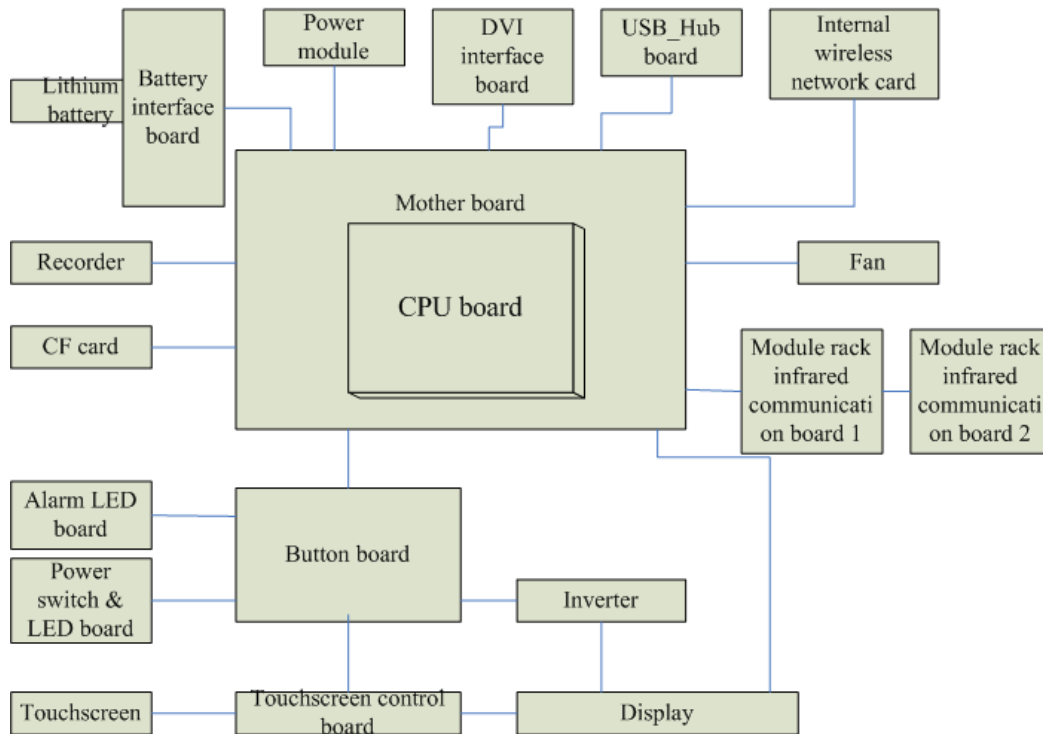 Power
module
DVI
interface
board
USB_Hub
board
Internal
wireless
network card
Lithium
battery
Battery
interface
board
Mother board
CPU board
Recorder
Fan
CF card
Module rack
infrared
communicati
on board 1
Module rack
infrared
communicati
on board 2
Alarm LED
board
Button board
Power
switch &
LED board
Inverter
Touchscreen
Touchscreen control
board
Display